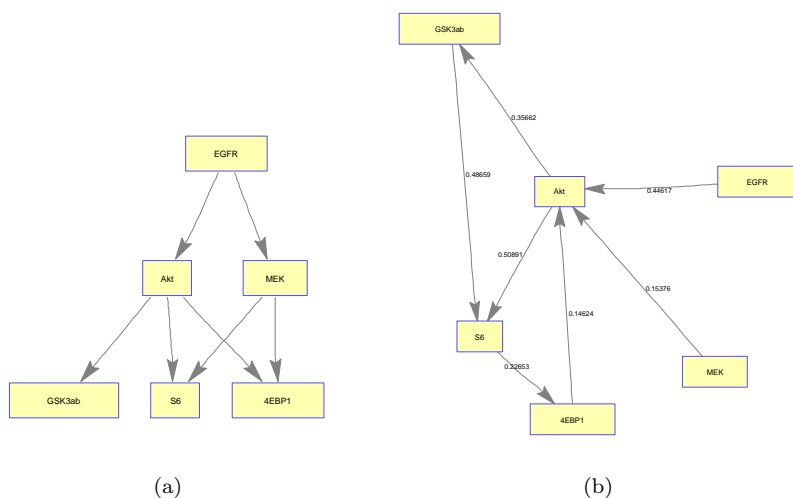 EGFR
Akt
MEK
GSK3ab
S6
4EBP1
(a)
GSK3ab
0.35662
0.48659
Akt
EGFR
0.44617
0.50891
0.15376
0.14624
S6
0.22653
MEK
4EBP1
(b)